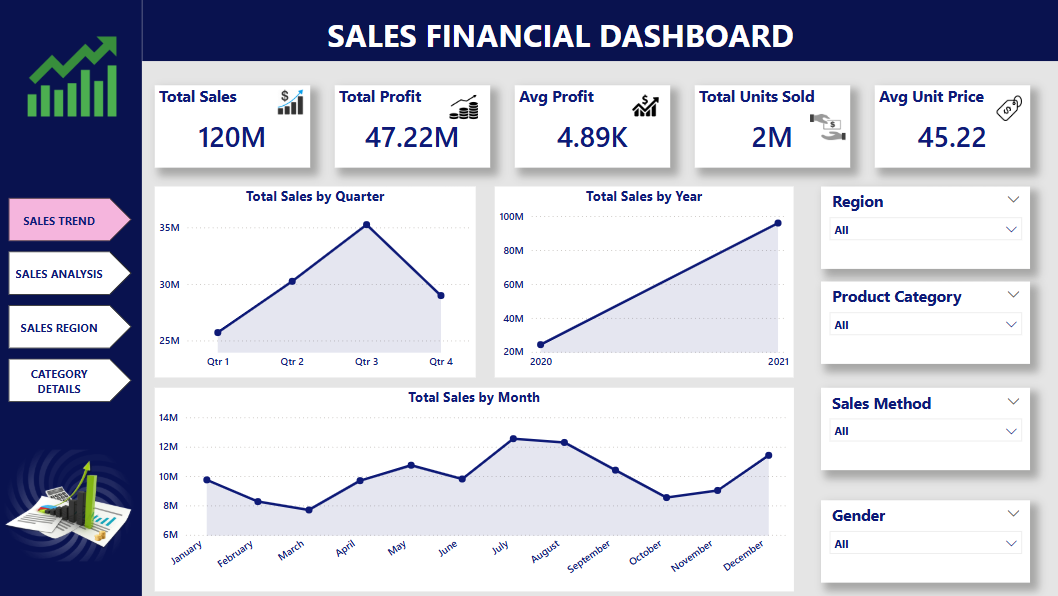 SALES FINANCIAL DASHBOARD
Total Sales
120M
Total Profit
47.22M
Avg Profit
4.89K
Total Units Sold
2M
Avg Unit Price
45.22
SALES TREND
SALES ANALYSIS
SALES REGION
CATEGORY
DETAILS
Total Sales by Quarter
35M
30M
25M
Qtr 1 Qtr 2 Qtr 3 Qtr 4
Total Sales by Year
100M
80M
60M
40M
20M
2020 2021
Total Sales by Month
14M
12M
10M
8M
6M
January February March April May June July August September October November December
Region
All
Product Category
All
Sales Method
All
Gender
All